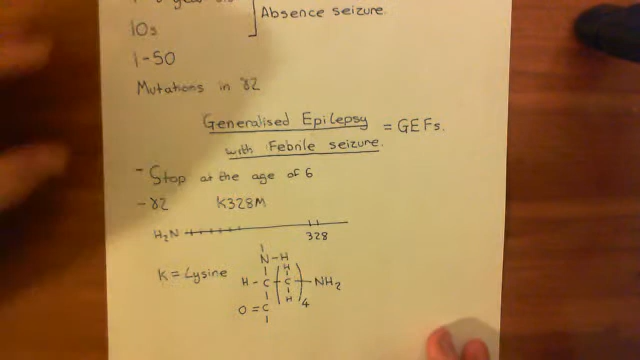 Absence seizure.
10s
1-50
Mutations in γ2
Generalised Epilepsy = GEFs.
with Febrile seizure.
- Stop at the age of 6
- γ2 K328M
H₂N 328
K = Lysine
N-H
H
H-C C NH₂
H
4
O=C